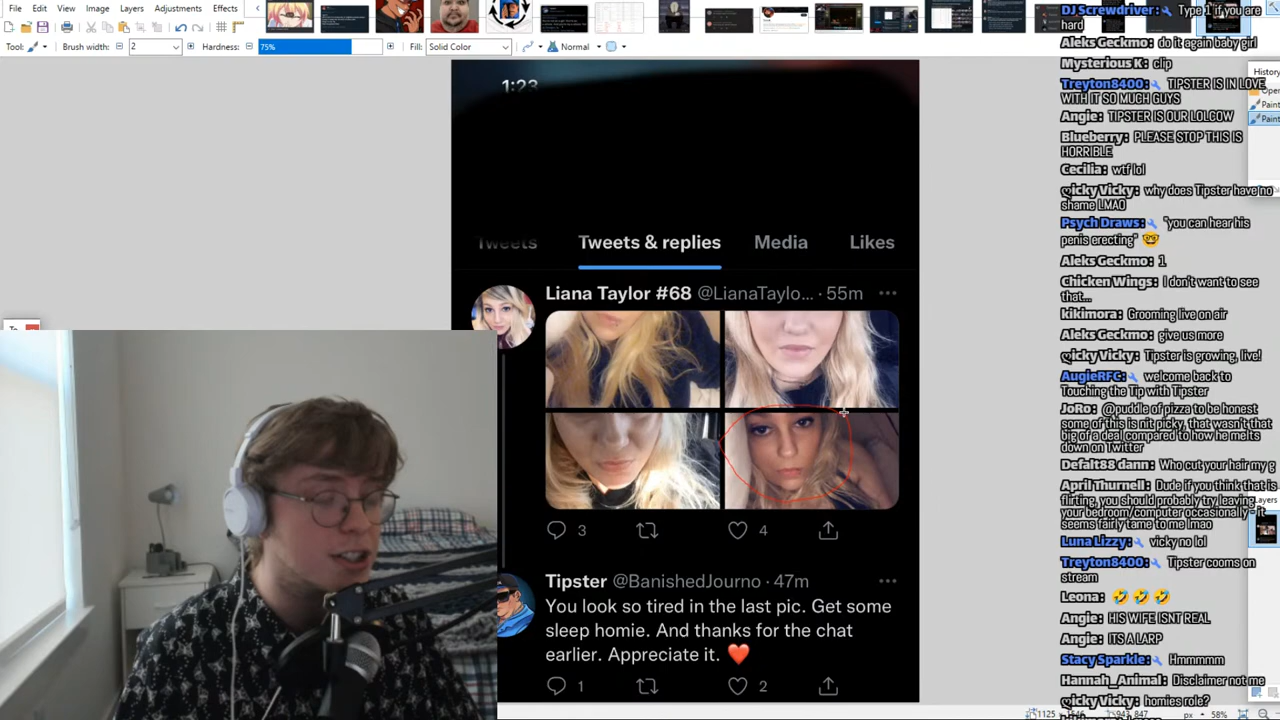 File Edit View Image Layers Adjustments Effects
Tool: Brush width: 2 Hardness: 75% Fill: Solid Color Normal
1:23
Tweets Tweets & replies Media Likes
Liana Taylor #68 @LianaTaylo... · 55m
3 4
Tipster @BanishedJourno · 47m
You look so tired in the last pic. Get some
sleep homie. And thanks for the chat
earlier. Appreciate it. ❤️
1 2
DJ Screwdriver: Type 1 if you are
hard
Aleks Geckmo: do it again baby girl
Mysterious K: clip
Treyton8400: TIPSTER IS IN LOVE
WITH IT SO MUCH GUYS
Angie: TIPSTER IS OUR LOLCOW
Blueberry: PLEASE STOP THIS IS
HORRIBLE
Cecilia: wtf lol
ღicky Vicky: why does Tipster have no
shame LMAO
Psych Draws: "you can hear his
penis erecting" 🤓
Aleks Geckmo: 1
Chicken Wings: I don't want to see
that...
kikimora: Grooming live on air
Aleks Geckmo: give us more
ღicky Vicky: Tipster is growing, live!
AugieRFC: welcome back to
Touching the Tip with Tipster
JoRo: @puddle of pizza to be honest
some of this is nit picky, that wasn't that
big of a deal compared to how he melts
down on Twitter
Defalt88 dann: Who cut your hair my g
April Thurnell: Dude if you think that is
flirting, you should probably try leaving
your bedroom/computer occasionally - it
seems fairly tame to me lmao
Luna Lizzy: vicky no lol
Treyton8400: Tipster cooms on
stream
Leona: 🤣🤣🤣
Angie: HIS WIFE ISNT REAL
Angie: ITS A LARP
Stacy Sparkle: Hmmmmm
Hannah_Animal: Disclaimer not me
ღicky Vicky: homies role?
History
Open
Paint
Paint
Layers
px 58%